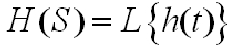 H(S) = L{h(t)}